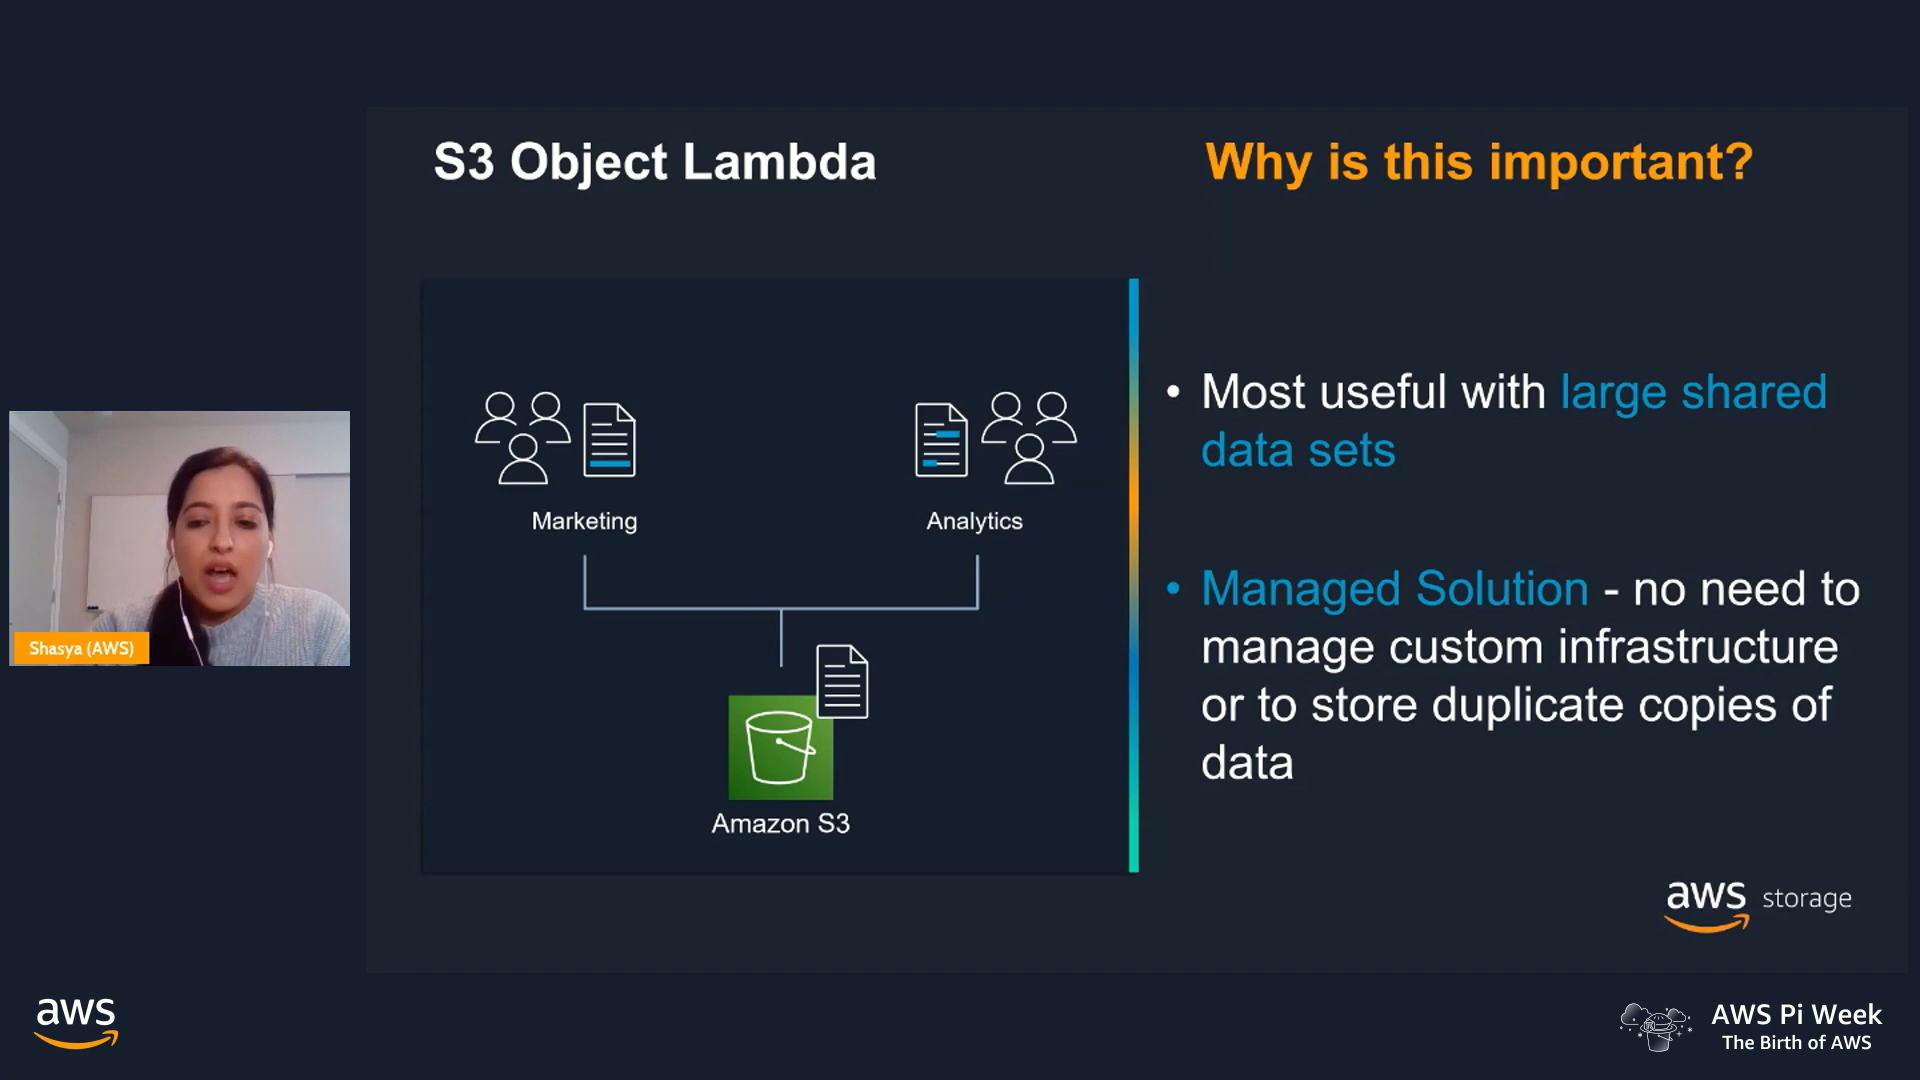 S3 Object Lambda
Why is this important?
Marketing
Analytics
Amazon S3
• Most useful with large shared
data sets
• Managed Solution - no need to
manage custom infrastructure
or to store duplicate copies of
data
Shasya (AWS)
aws storage
aws
AWS Pi Week
The Birth of AWS